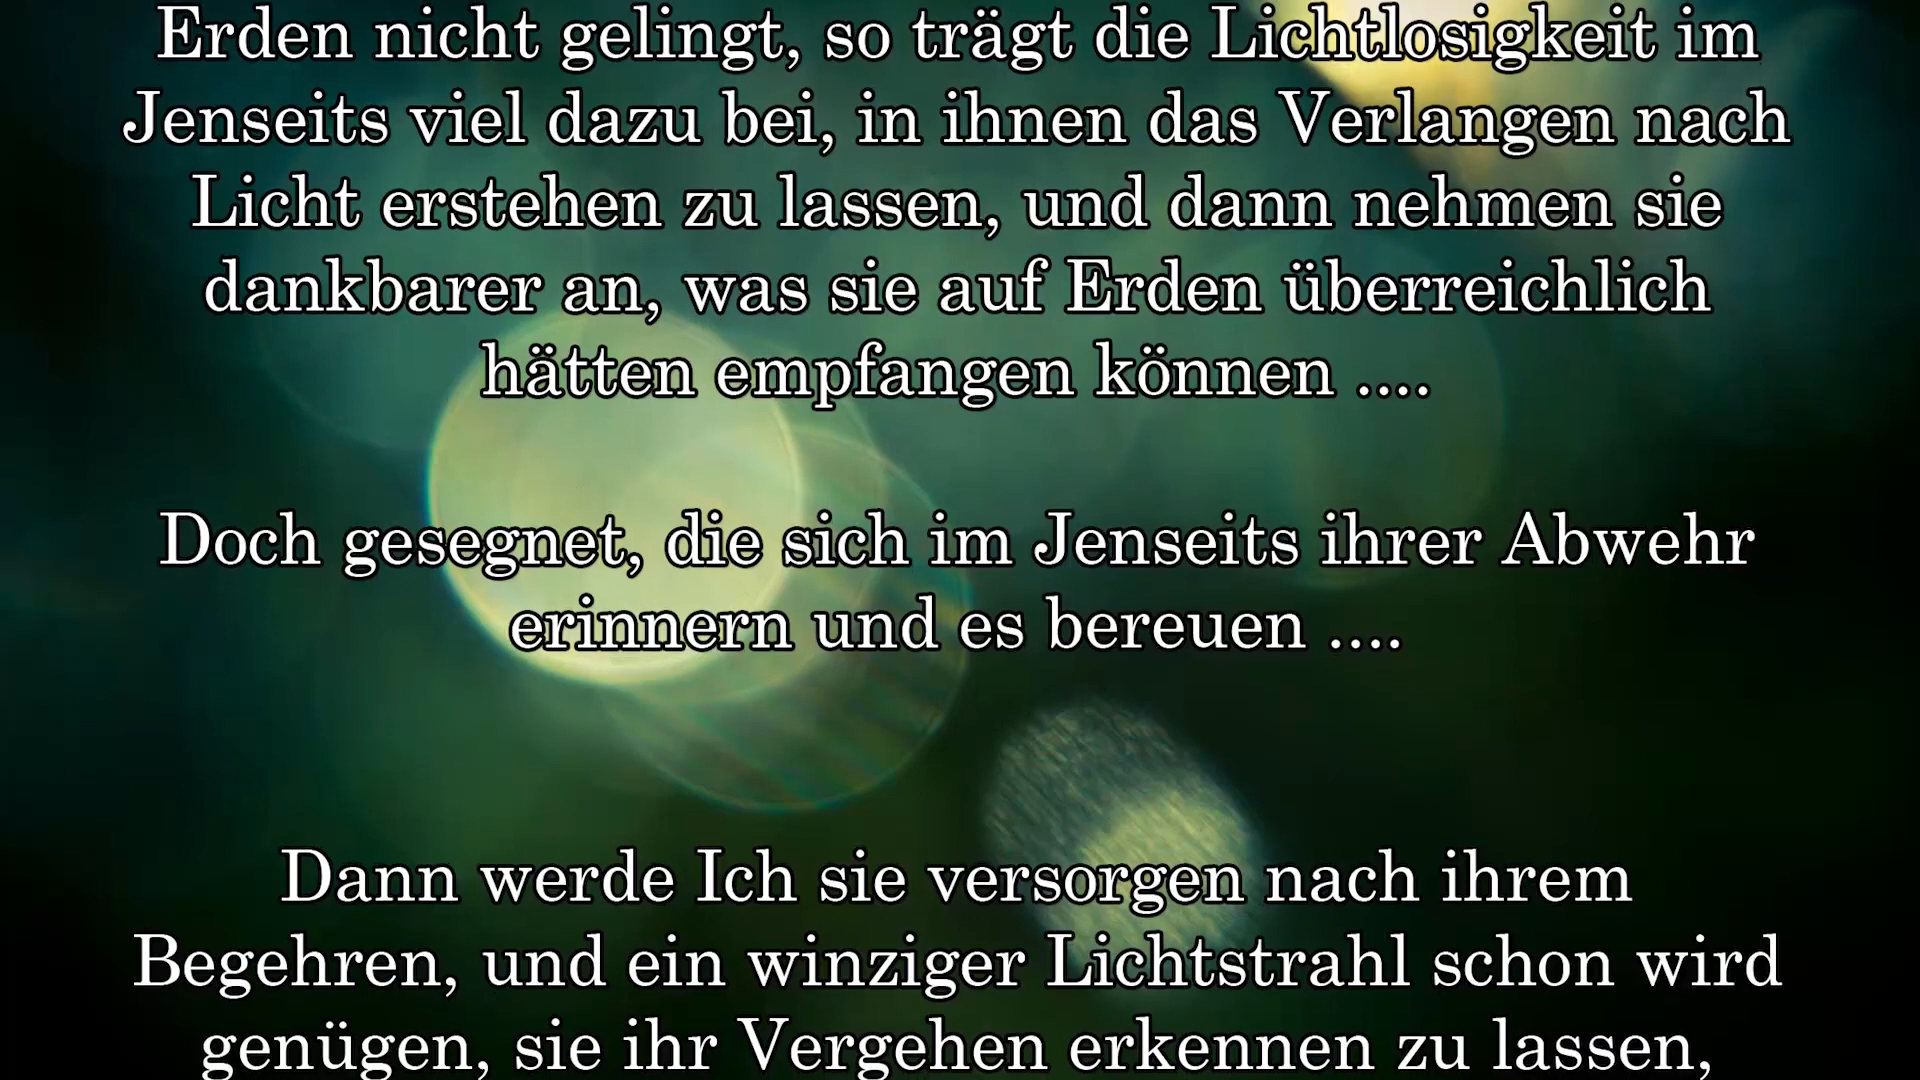 Erden nicht gelingt, so trägt die Lichtlosigkeit im
Jenseits viel dazu bei, in ihnen das Verlangen nach
Licht erstehen zu lassen, und dann nehmen sie
dankbarer an, was sie auf Erden überreichlich
hätten empfangen können ....
Doch gesegnet, die sich im Jenseits ihrer Abwehr
erinnern und es bereuen ....
Dann werde Ich sie versorgen nach ihrem
Begehren, und ein winziger Lichtstrahl schon wird
genügen, sie ihr Vergehen erkennen zu lassen,